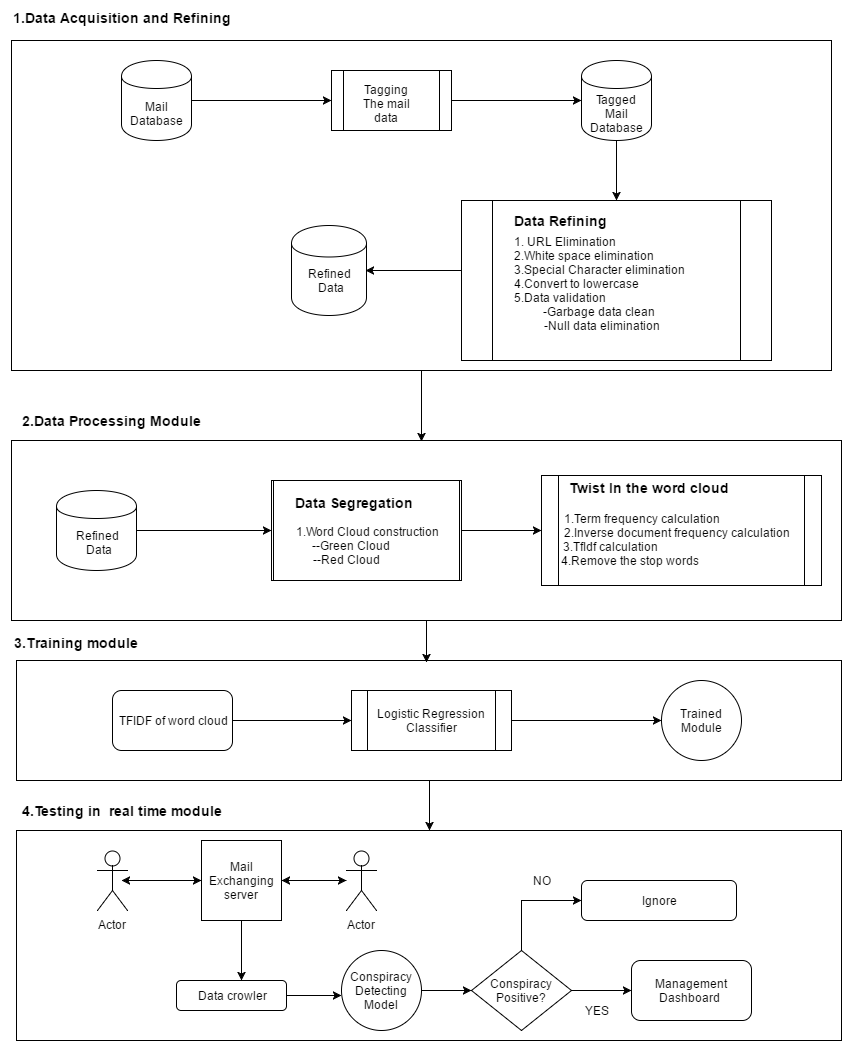 1.Data Acquisition and Refining
Mail
Database
Tagging
The mail
data
Tagged
Mail
Database
Data Refining
1. URL Elimination
2.White space elimination
3.Special Character elimination
4.Convert to lowercase
5.Data validation
-Garbage data clean
-Null data elimination
Refined
Data
2.Data Processing Module
Refined
Data
Data Segregation
1.Word Cloud construction
--Green Cloud
--Red Cloud
Twist in the word cloud
1.Term frequency calculation
2.Inverse document frequency calculation
3.TfIdf calculation
4.Remove the stop words
3.Training module
TFIDF of word cloud
Logistic Regression
Classifier
Trained
Module
4.Testing in  real time module
Actor
Mail
Exchanging
server
Actor
Data crowler
Conspiracy
Detecting
Model
Conspiracy
Positive?
NO
Ignore
YES
Management
Dashboard